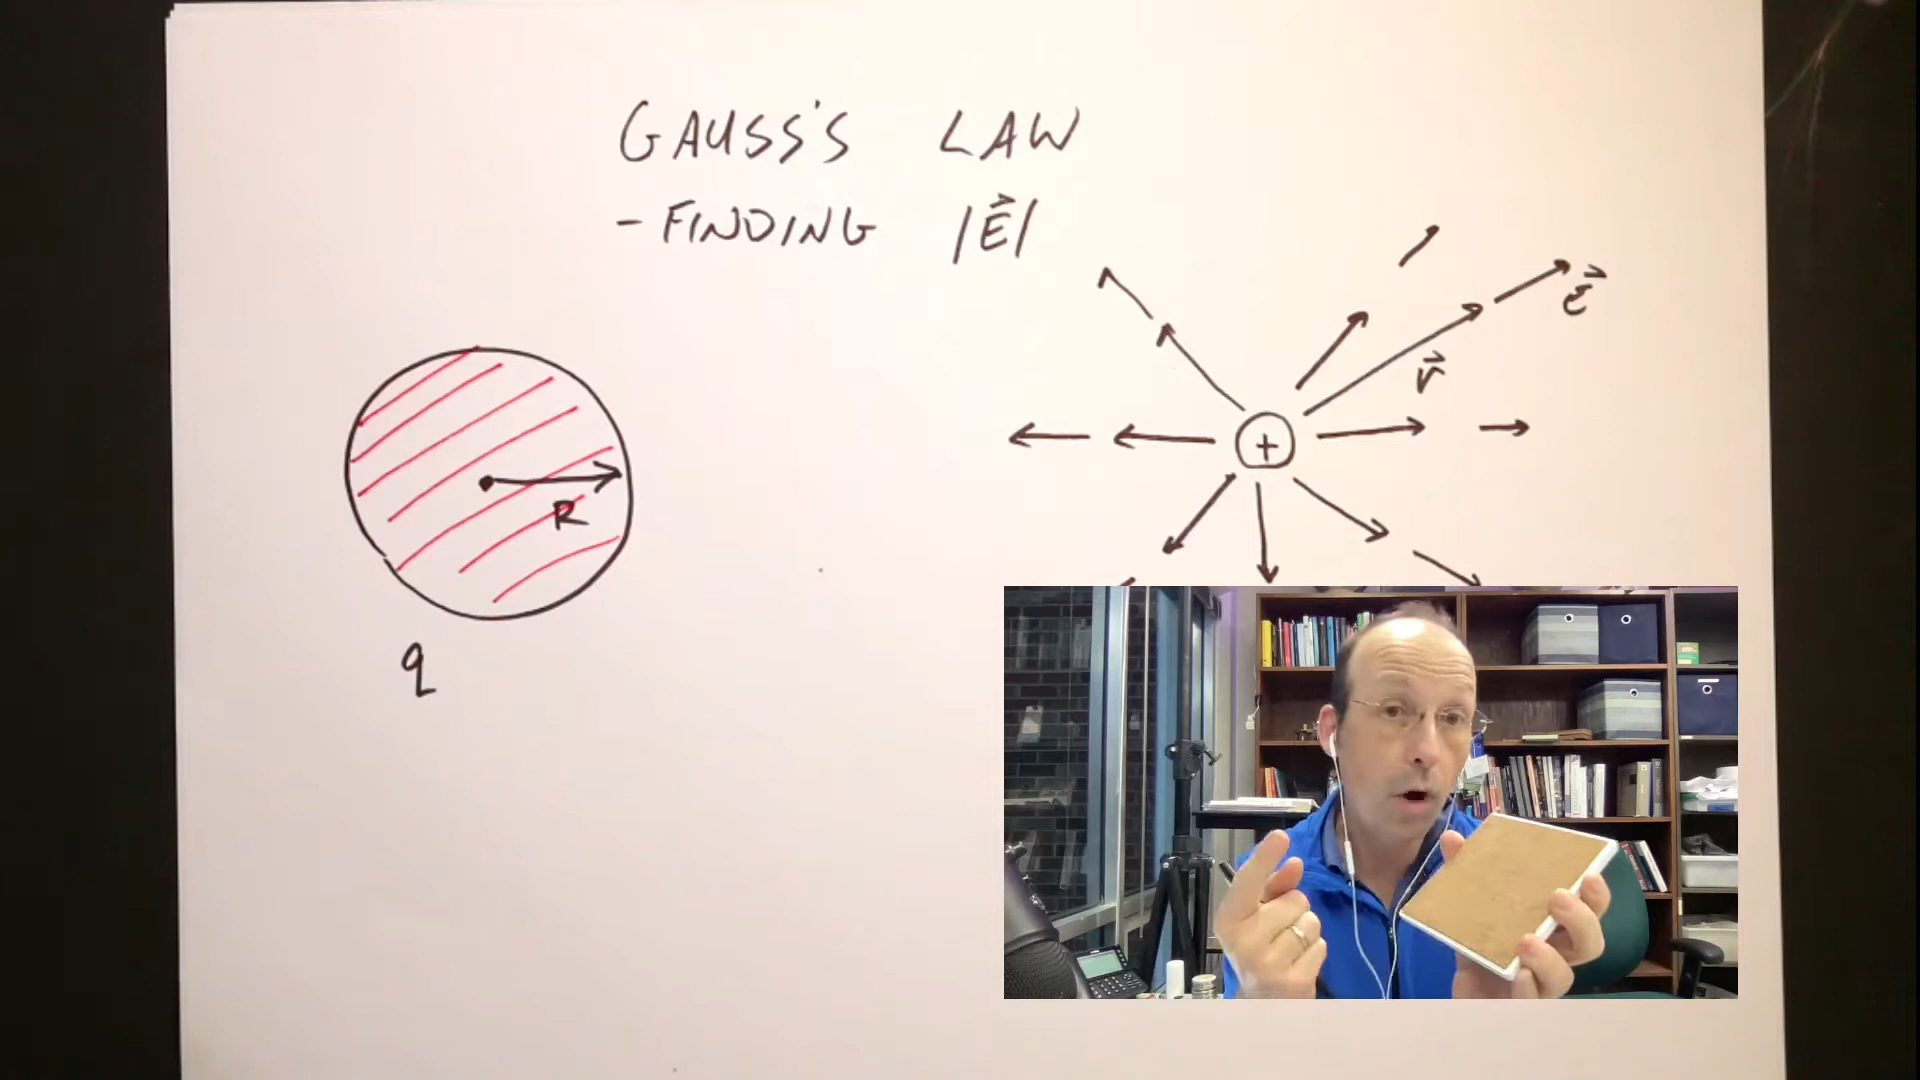 GAUSS'S LAW
- FINDING |E⃗|
E⃗
r⃗
+
R
q